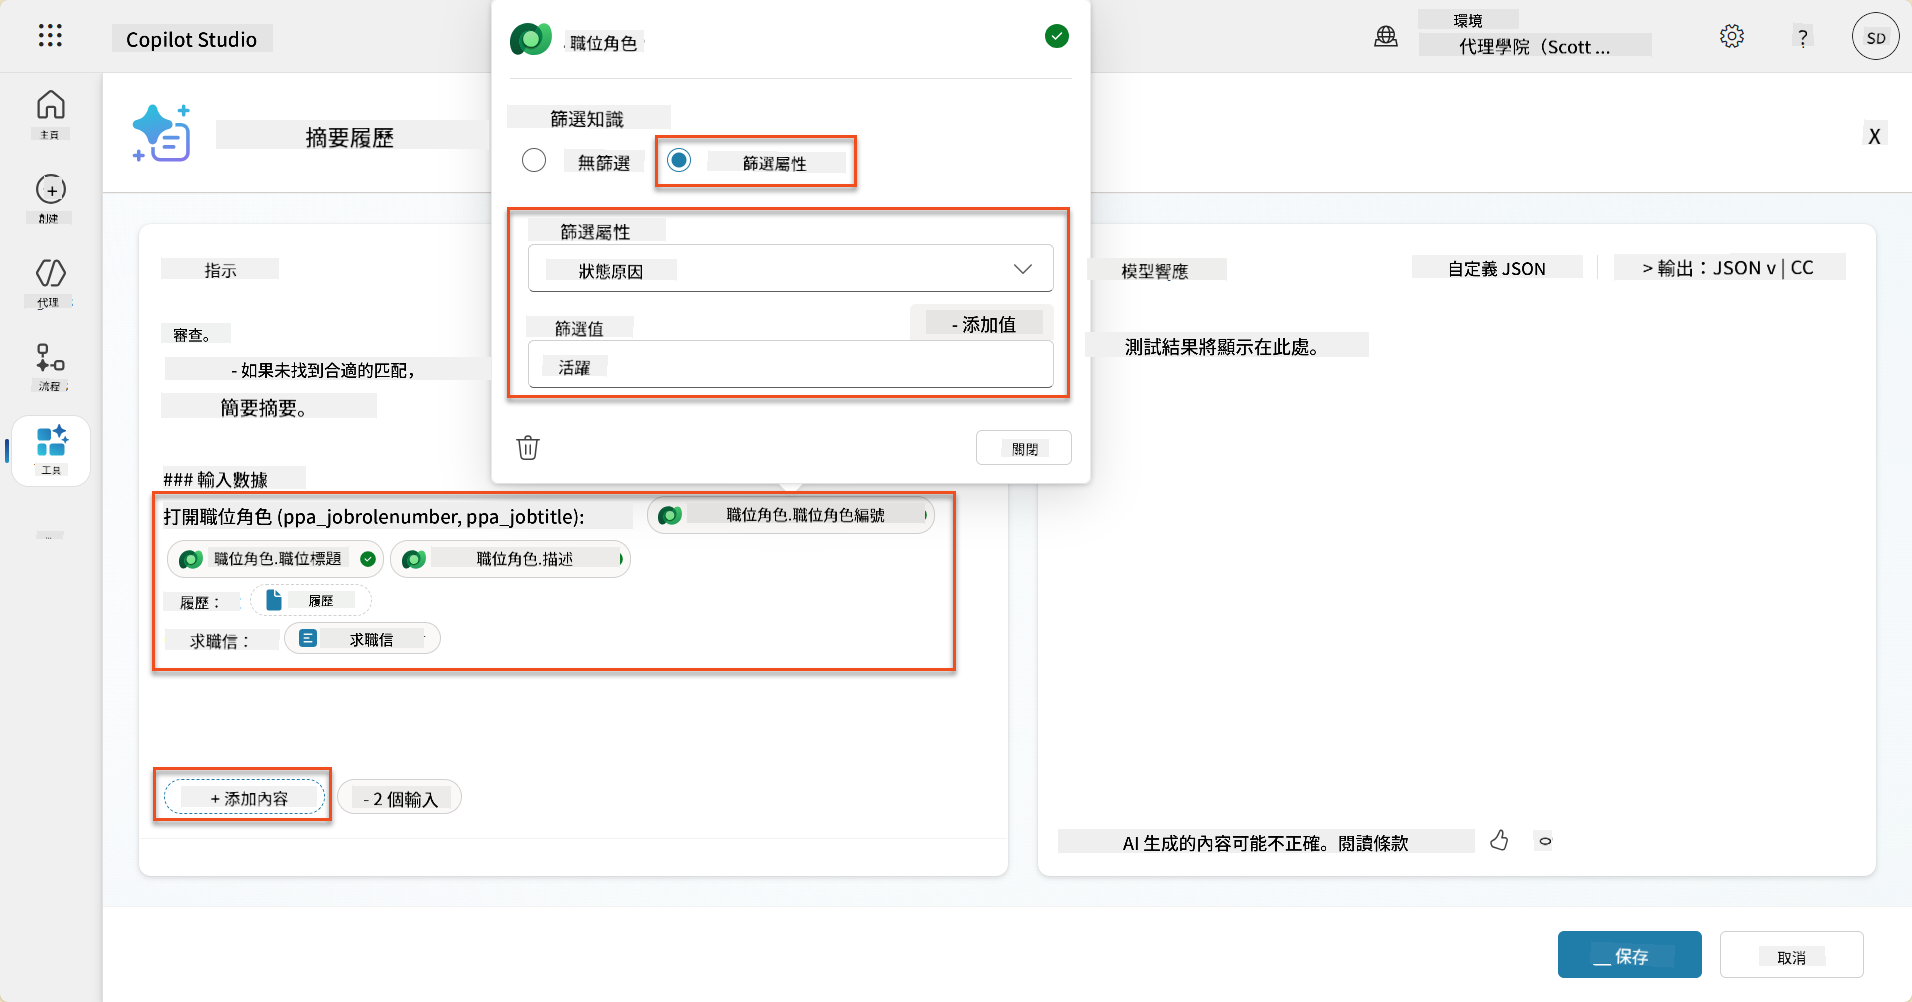 Copilot Studio
環境
代理學院（Scott ...
?
SD
主頁
創建
代理
流程
工具
摘要履歷
X
職位角色
篩選知識
無篩選
篩選屬性
篩選屬性
狀態原因
篩選值
- 添加值
活躍
關閉
指示
審查。
- 如果未找到合適的匹配，
簡要摘要。
### 輸入數據
打開職位角色 (ppa_jobrolenumber, ppa_jobtitle):
職位角色.職位角色編號
職位角色.職位標題
職位角色.描述
履歷：
履歷
求職信：
求職信
+ 添加內容
- 2 個輸入
模型響應
自定義 JSON
> 輸出：JSON v | CC
測試結果將顯示在此處。
AI 生成的內容可能不正確。閱讀條款
__ 保存
取消